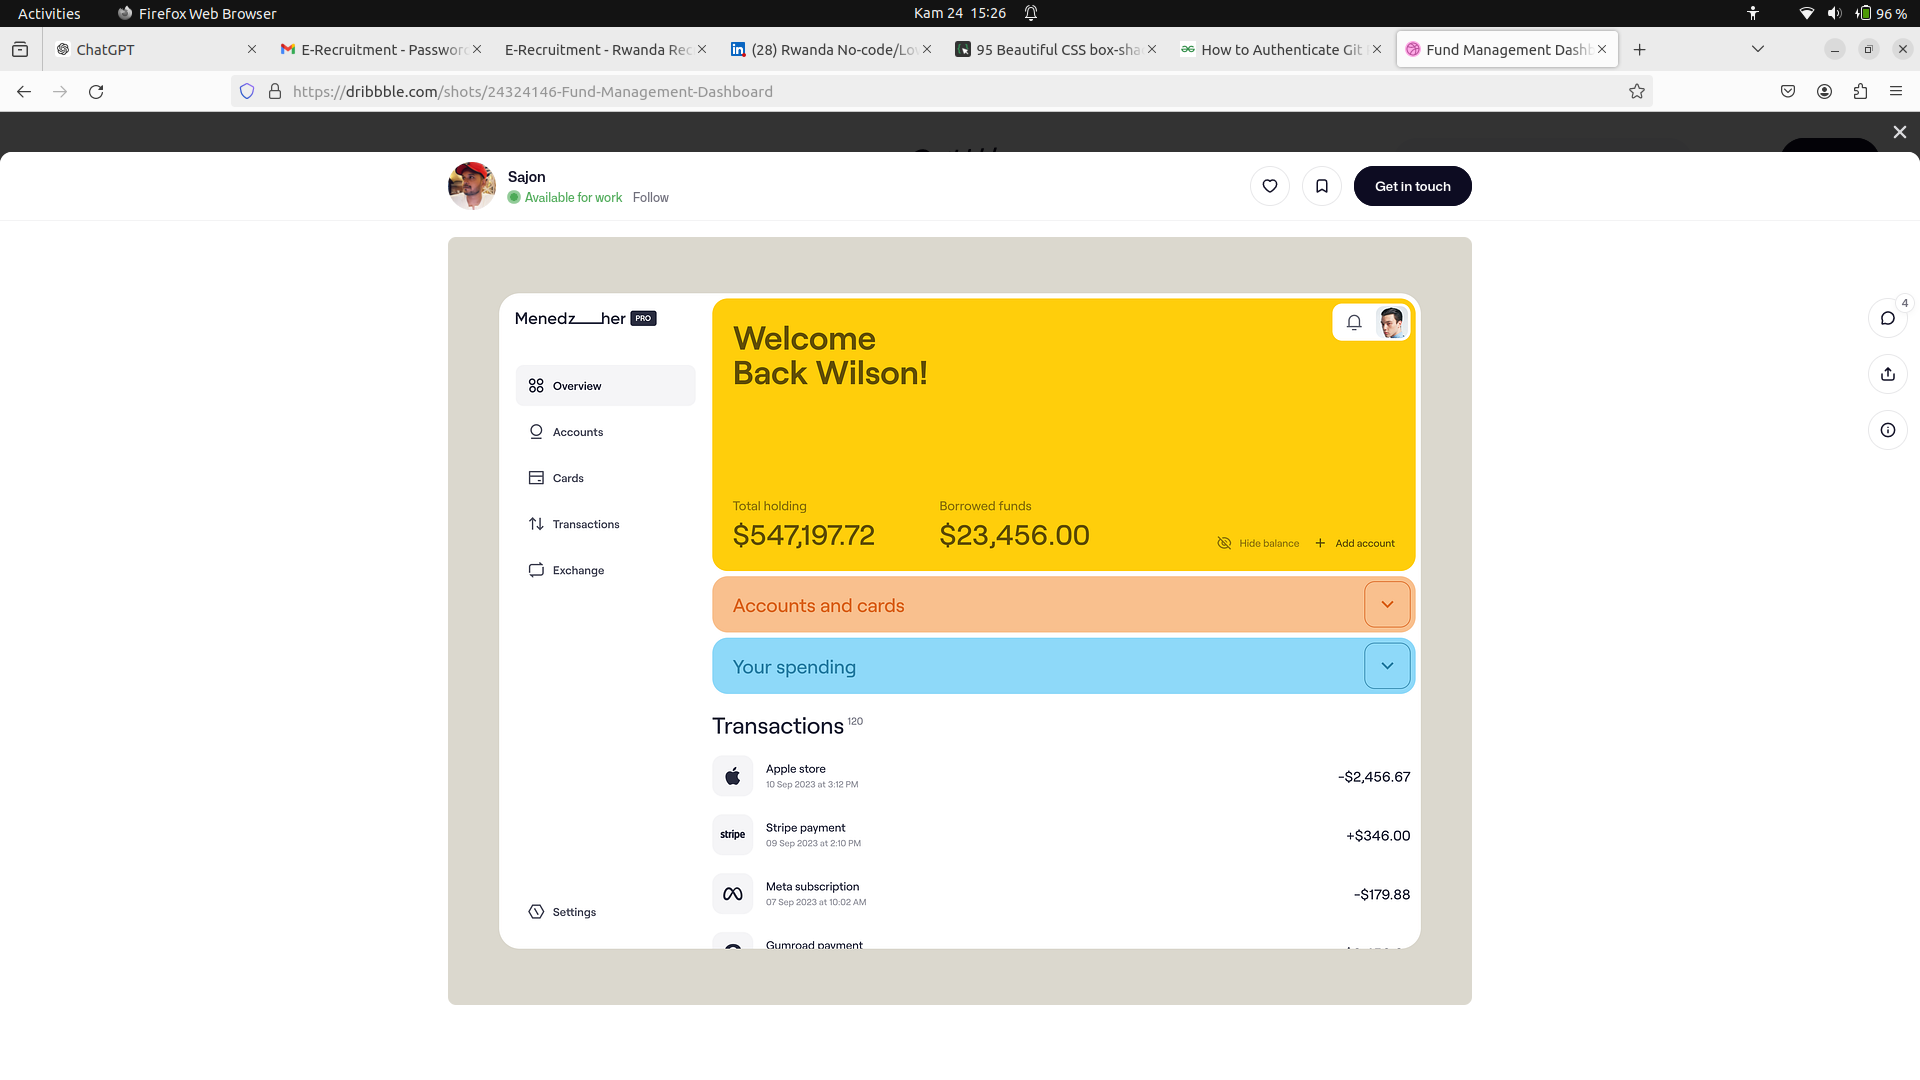 Activities
Firefox Web Browser
Kam 24 15:26
96 %
ChatGPT
E-Recruitment - Passwor
E-Recruitment - Rwanda Rec
(28) Rwanda No-code/Lo
95 Beautiful CSS box-sha
How to Authenticate Git
Fund Management Dashb
https://dribbble.com/shots/24324146-Fund-Management-Dashboard
Sajon
Available for work Follow
Get in touch
4
Menedz__her PRO
Overview
Accounts
Cards
Transactions
Exchange
Settings
Welcome
Back Wilson!
Total holding
$547,197.72
Borrowed funds
$23,456.00
Hide balance
Add account
Accounts and cards
Your spending
Transactions 120
Apple store
10 Sep 2023 at 3:12 PM
-$2,456.67
stripe
Stripe payment
09 Sep 2023 at 2:10 PM
+$346.00
Meta subscription
07 Sep 2023 at 10:02 AM
-$179.88
Gumroad payment